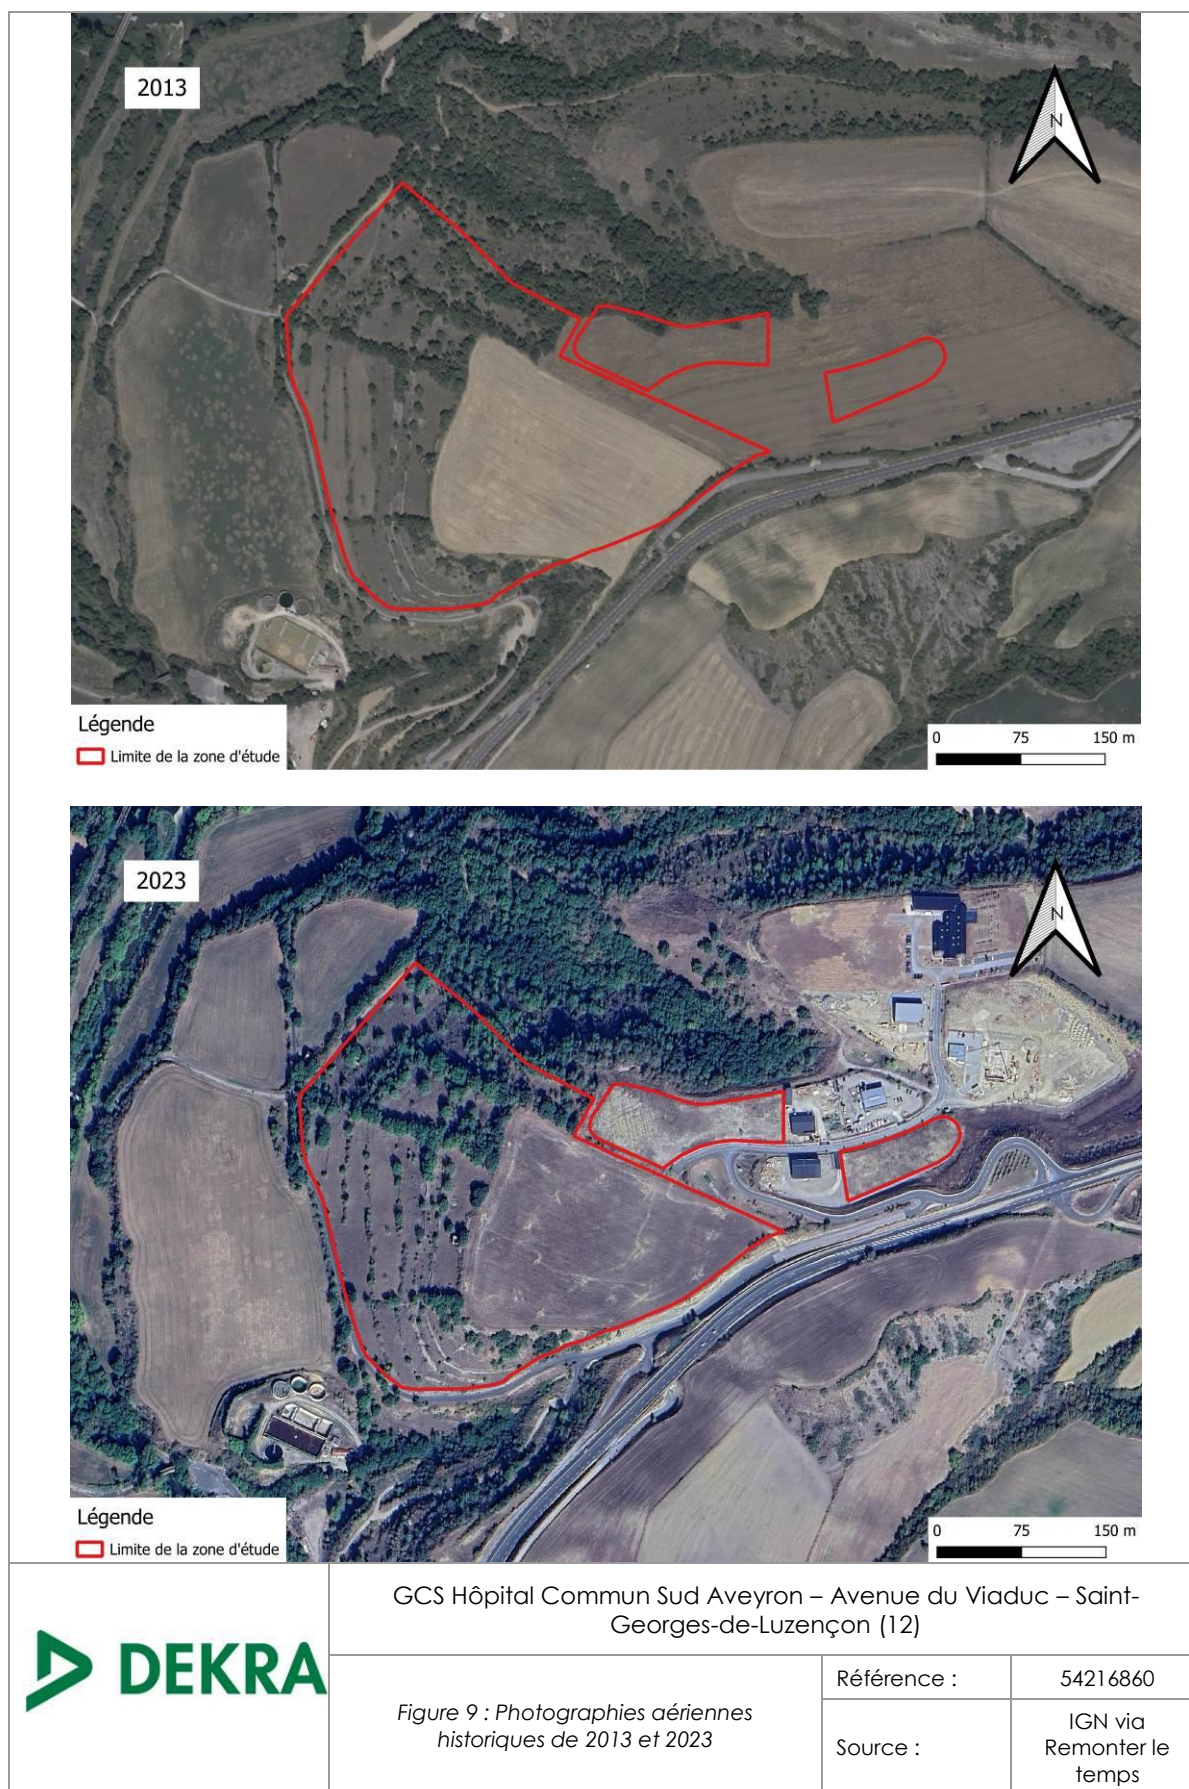 2013
N
Légende
Limite de la zone d'étude
0 75 150 m
2023
N
Légende
Limite de la zone d'étude
0 75 150 m
DEKRA
GCS Hôpital Commun Sud Aveyron – Avenue du Viaduc – Saint-
Georges-de-Luzençon (12)
Figure 9 : Photographies aériennes
historiques de 2013 et 2023
Référence :
54216860
Source :
IGN via
Remonter le
temps